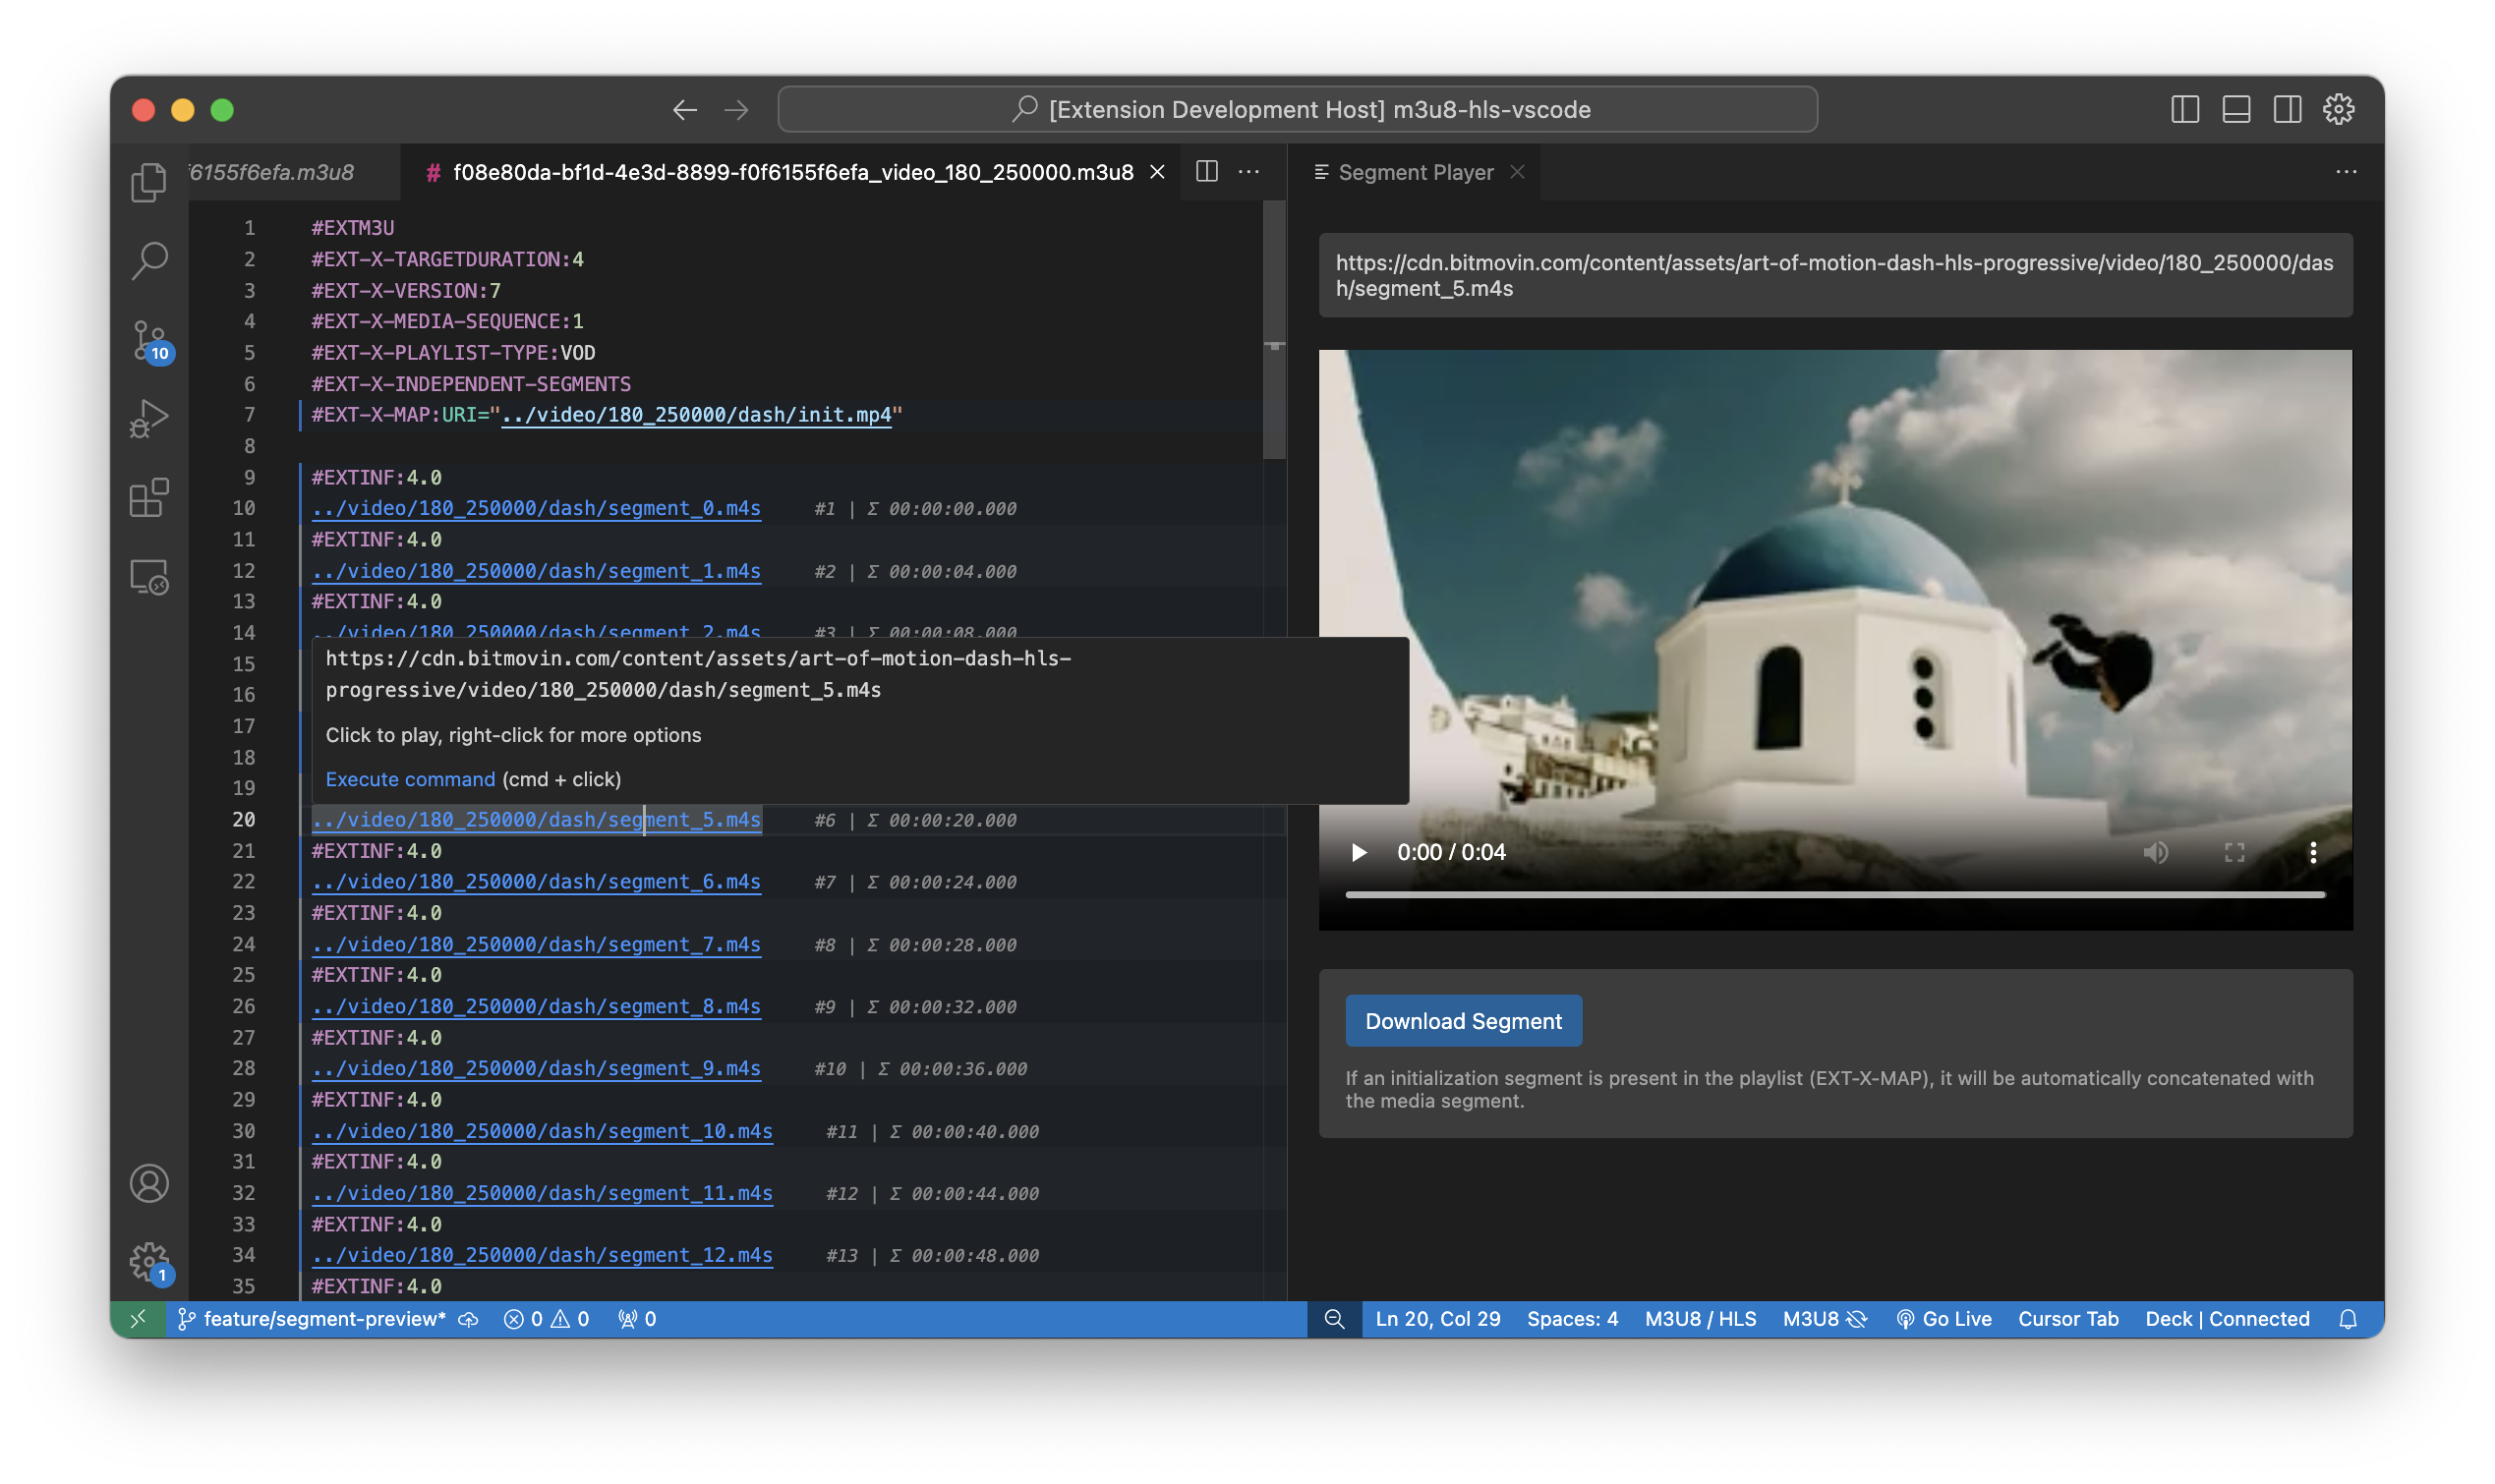 [Extension Development Host] m3u8-hls-vscode
f6155f6efa.m3u8
# f08e80da-bf1d-4e3d-8899-f0f6155f6efa_video_180_250000.m3u8
Segment Player
10
1 #EXTM3U
2 #EXT-X-TARGETDURATION:4
3 #EXT-X-VERSION:7
4 #EXT-X-MEDIA-SEQUENCE:1
5 #EXT-X-PLAYLIST-TYPE:VOD
6 #EXT-X-INDEPENDENT-SEGMENTS
7 #EXT-X-MAP:URI="../video/180_250000/dash/init.mp4"
8
9 #EXTINF:4.0
10 ../video/180_250000/dash/segment_0.m4s #1 | Σ 00:00:00.000
11 #EXTINF:4.0
12 ../video/180_250000/dash/segment_1.m4s #2 | Σ 00:00:04.000
13 #EXTINF:4.0
14 ../video/180_250000/dash/segment_2.m4s #3 | Σ 00:00:08.000
15
16
17
18
19
https://cdn.bitmovin.com/content/assets/art-of-motion-dash-hls-
progressive/video/180_250000/dash/segment_5.m4s
Click to play, right-click for more options
Execute command (cmd + click)
20 ../video/180_250000/dash/segment_5.m4s #6 | Σ 00:00:20.000
21 #EXTINF:4.0
22 ../video/180_250000/dash/segment_6.m4s #7 | Σ 00:00:24.000
23 #EXTINF:4.0
24 ../video/180_250000/dash/segment_7.m4s #8 | Σ 00:00:28.000
25 #EXTINF:4.0
26 ../video/180_250000/dash/segment_8.m4s #9 | Σ 00:00:32.000
27 #EXTINF:4.0
28 ../video/180_250000/dash/segment_9.m4s #10 | Σ 00:00:36.000
29 #EXTINF:4.0
30 ../video/180_250000/dash/segment_10.m4s #11 | Σ 00:00:40.000
31 #EXTINF:4.0
32 ../video/180_250000/dash/segment_11.m4s #12 | Σ 00:00:44.000
33 #EXTINF:4.0
34 ../video/180_250000/dash/segment_12.m4s #13 | Σ 00:00:48.000
35 #EXTINF:4.0
1
https://cdn.bitmovin.com/content/assets/art-of-motion-dash-hls-progressive/video/180_250000/das
h/segment_5.m4s
0:00 / 0:04
Download Segment
If an initialization segment is present in the playlist (EXT-X-MAP), it will be automatically concatenated with
the media segment.
feature/segment-preview* 0 0 0 Ln 20, Col 29 Spaces: 4 M3U8 / HLS M3U8 Go Live Cursor Tab Deck | Connected